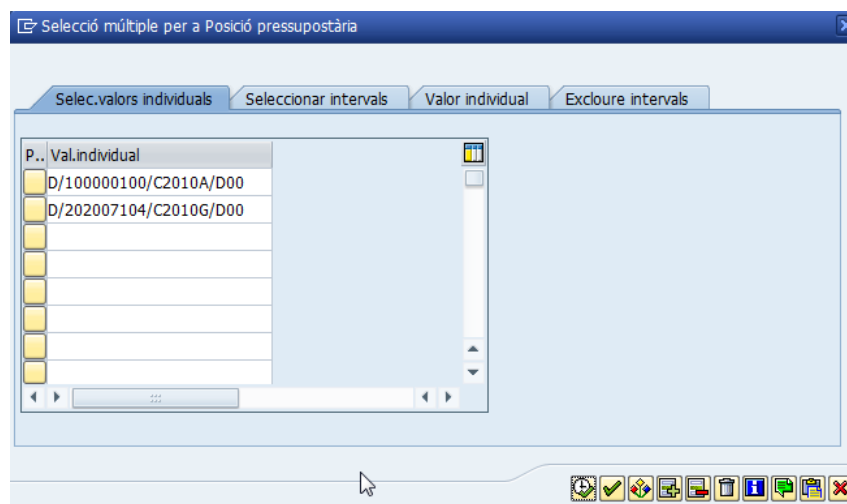 Selecció múltiple per a Posició pressupostària
Selec.valors individuals Seleccionar intervals Valor individual Excloure intervals
P.. Val.individual
D/100000100/C2010A/D00
D/202007104/C2010G/D00